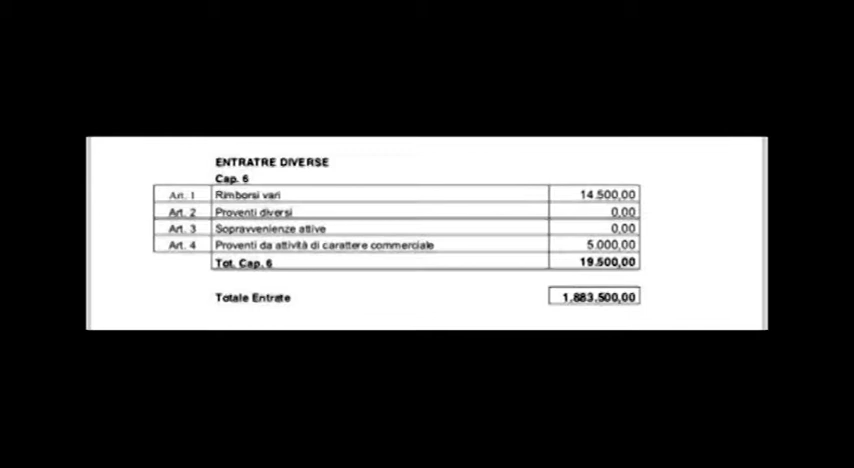 ENTRATRE DIVERSE
Cap. 6
Art. 1 Rimborsi vari 14.500,00
Art. 2 Proventi diversi 0,00
Art. 3 Sopravvenienze attive 0,00
Art. 4 Proventi da attività di carattere commerciale 5.000,00
Tot. Cap. 6 19.500,00
Totale Entrate 1.883.500,00